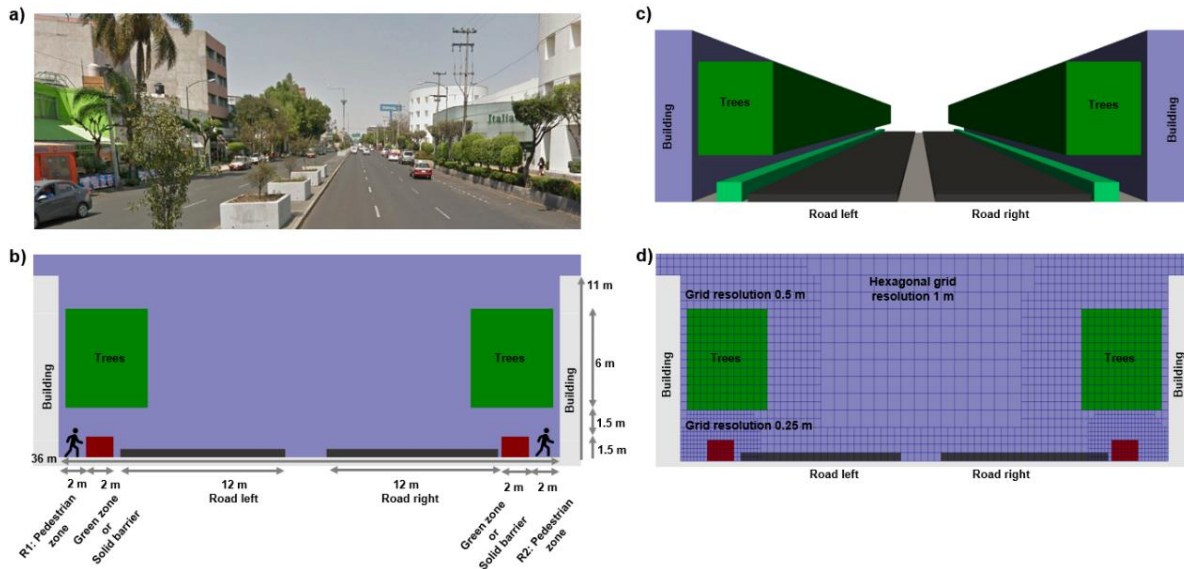 a)
Italia
b)
11 m
Trees
Trees
Building
Building
6 m
1.5 m
1.5 m
36 m
2 m
2 m
12 m
12 m
2 m
2 m
Road left
Road right
R1: Pedestrian
zone
Green zone
or
Solid barrier
Green zone
or
Solid barrier
R2: Pedestrian
zone
c)
Building
Trees
Trees
Building
Road left
Road right
d)
Hexagonal grid
resolution 1 m
Grid resolution 0.5 m
Trees
Trees
Building
Building
Grid resolution 0.25 m
Road left
Road right